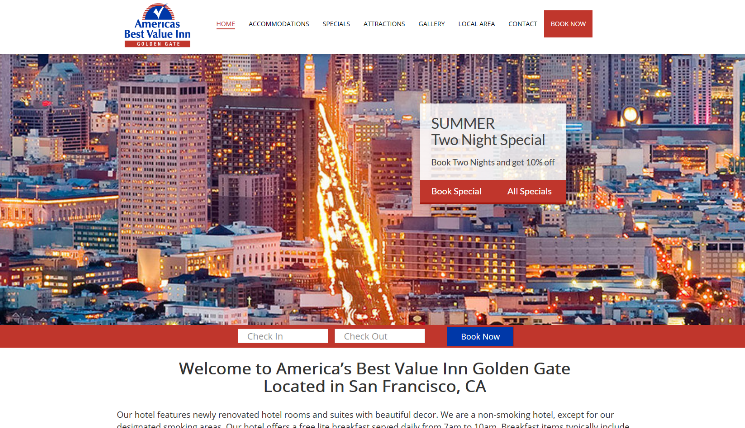 Americas
Best Value Inn
GOLDEN GATE
HOME ACCOMMODATIONS SPECIALS ATTRACTIONS GALLERY LOCAL AREA CONTACT BOOK NOW
SUMMER
Two Night Special
Book Two Nights and get 10% off
Book Special All Specials
Check In Check Out Book Now
Welcome to America's Best Value Inn Golden Gate
Located in San Francisco, CA
Our hotel features newly renovated hotel rooms and suites with beautiful decor. We are a non-smoking hotel, except for our
designated smoking areas. Our hotel offers a free lite breakfast served daily from 7am to 10am. Breakfast items typically include